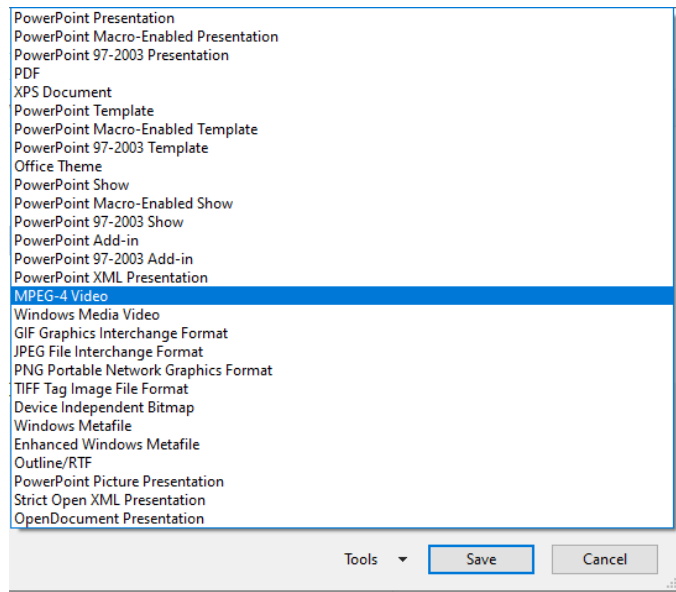 PowerPoint Presentation
PowerPoint Macro-Enabled Presentation
PowerPoint 97-2003 Presentation
PDF
XPS Document
PowerPoint Template
PowerPoint Macro-Enabled Template
PowerPoint 97-2003 Template
Office Theme
PowerPoint Show
PowerPoint Macro-Enabled Show
PowerPoint 97-2003 Show
PowerPoint Add-in
PowerPoint 97-2003 Add-in
PowerPoint XML Presentation
MPEG-4 Video
Windows Media Video
GIF Graphics Interchange Format
JPEG File Interchange Format
PNG Portable Network Graphics Format
TIFF Tag Image File Format
Device Independent Bitmap
Windows Metafile
Enhanced Windows Metafile
Outline/RTF
PowerPoint Picture Presentation
Strict Open XML Presentation
OpenDocument Presentation
Tools Save Cancel